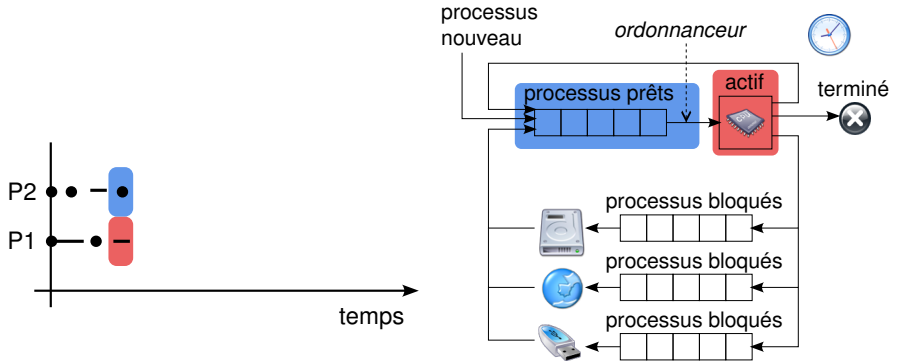 processus
nouveau
ordonnanceur
actif
processus prêts
terminé
P2
P1
temps
processus bloqués
processus bloqués
processus bloqués